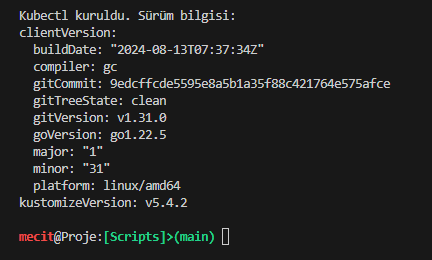 Kubectl kuruldu. Sürüm bilgisi:
clientVersion:
  buildDate: "2024-08-13T07:37:34Z"
  compiler: gc
  gitCommit: 9edcffcde5595e8a5b1a35f88c421764e575afce
  gitTreeState: clean
  gitVersion: v1.31.0
  goVersion: go1.22.5
  major: "1"
  minor: "31"
  platform: linux/amd64
kustomizeVersion: v5.4.2

mecit@Proje:[Scripts]>(main)